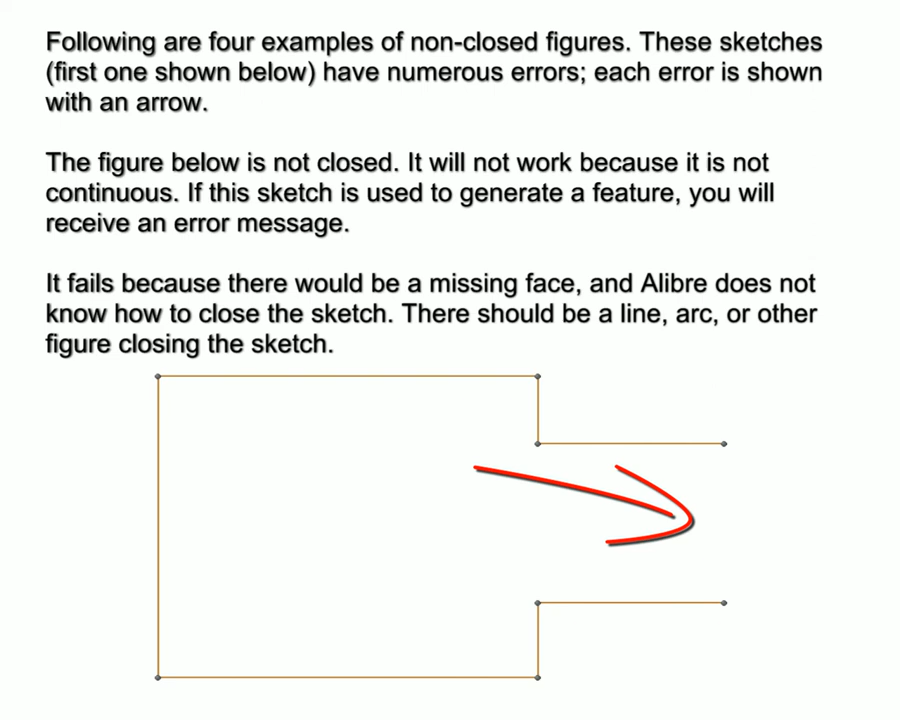 Following are four examples of non-closed figures. These sketches
(first one shown below) have numerous errors; each error is shown
with an arrow.
The figure below is not closed. It will not work because it is not
continuous. If this sketch is used to generate a feature, you will
receive an error message.
It fails because there would be a missing face, and Alibre does not
know how to close the sketch. There should be a line, arc, or other
figure closing the sketch.